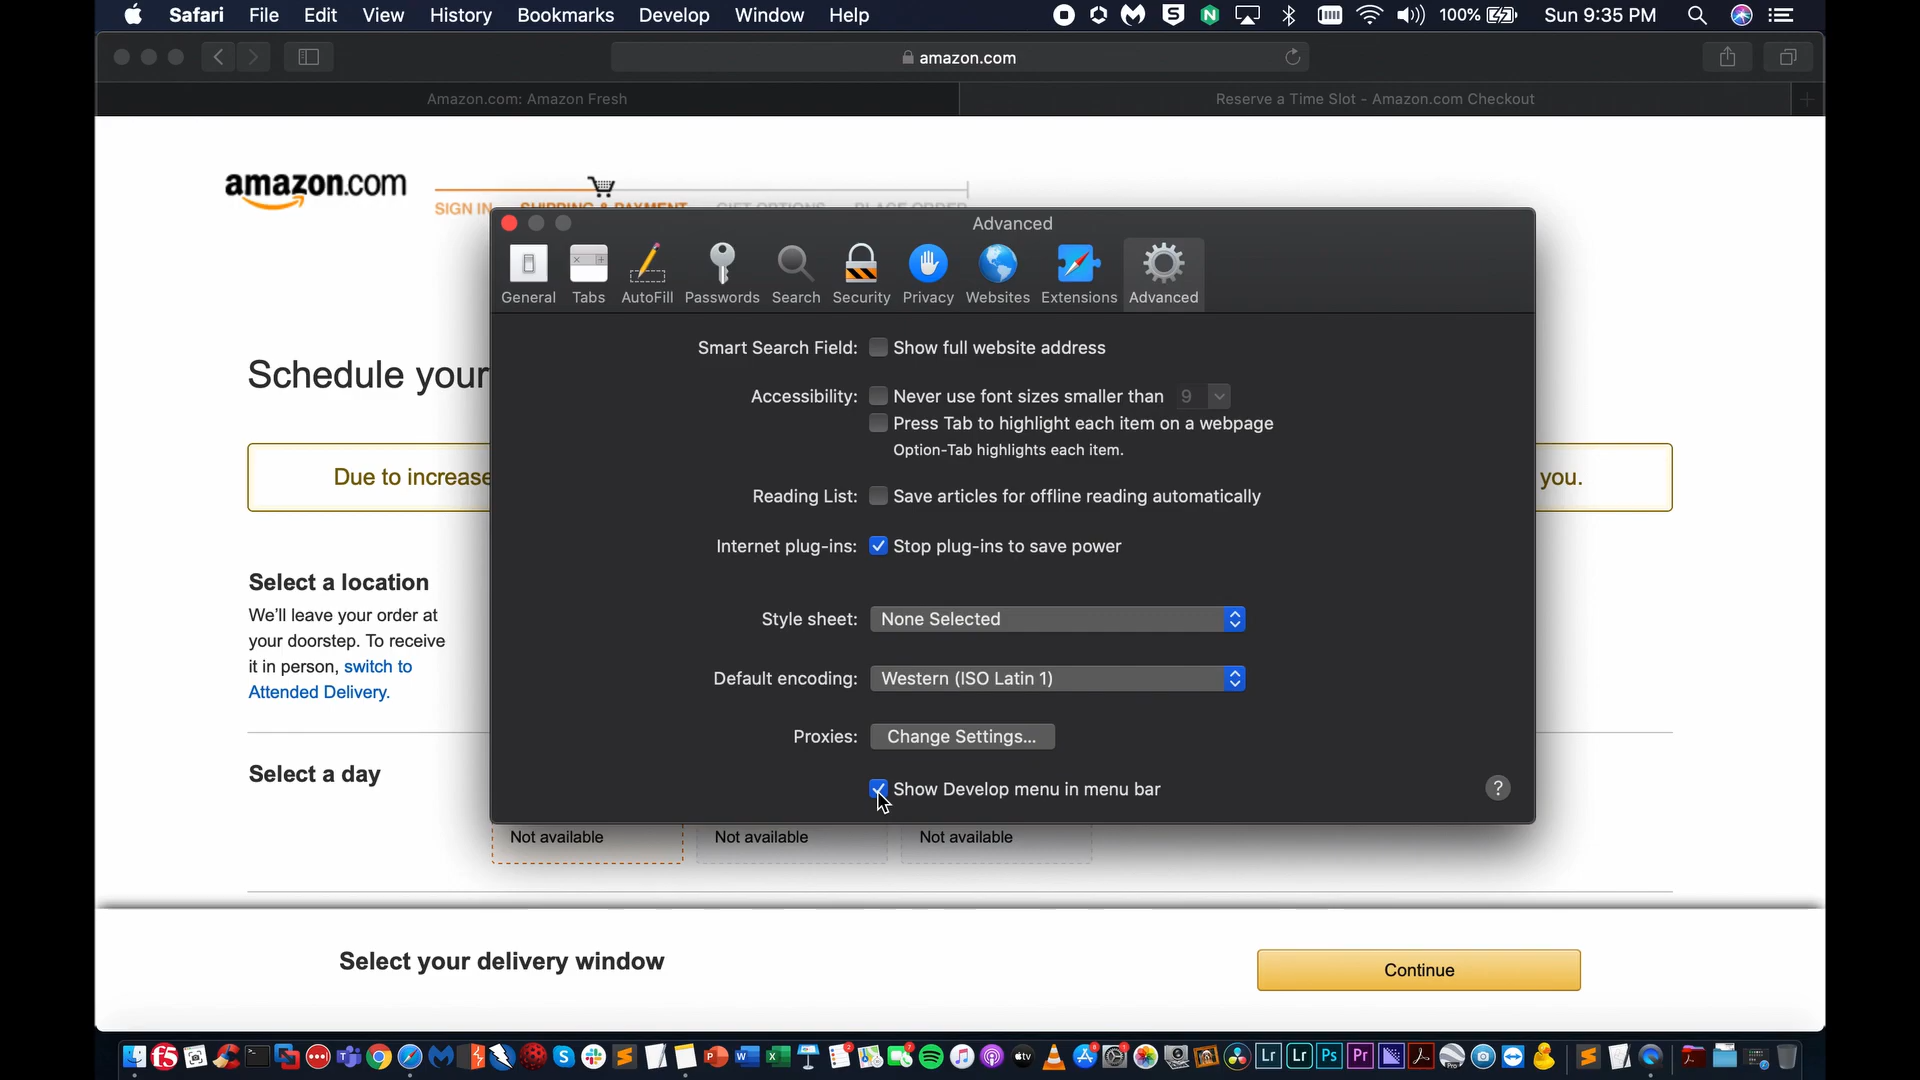 Safari File Edit View History Bookmarks Develop Window Help 100% Sun 9:35 PM
amazon.com
Amazon.com: Amazon Fresh
Reserve a Time Slot - Amazon.com Checkout
amazon.com
SIGN IN SHIPPING & PAYMENT GIFT OPTIONS PLACE ORDER
Advanced
General Tabs AutoFill Passwords Search Security Privacy Websites Extensions Advanced
Smart Search Field: Show full website address
Schedule your
Accessibility: Never use font sizes smaller than 9
Press Tab to highlight each item on a webpage
Option-Tab highlights each item.
Due to increase
you.
Reading List: Save articles for offline reading automatically
Internet plug-ins: Stop plug-ins to save power
Select a location
We'll leave your order at
your doorstep. To receive
it in person, switch to
Attended Delivery.
Style sheet: None Selected
Default encoding: Western (ISO Latin 1)
Proxies: Change Settings...
Select a day
Show Develop menu in menu bar ?
Not available Not available Not available
Select your delivery window
Continue